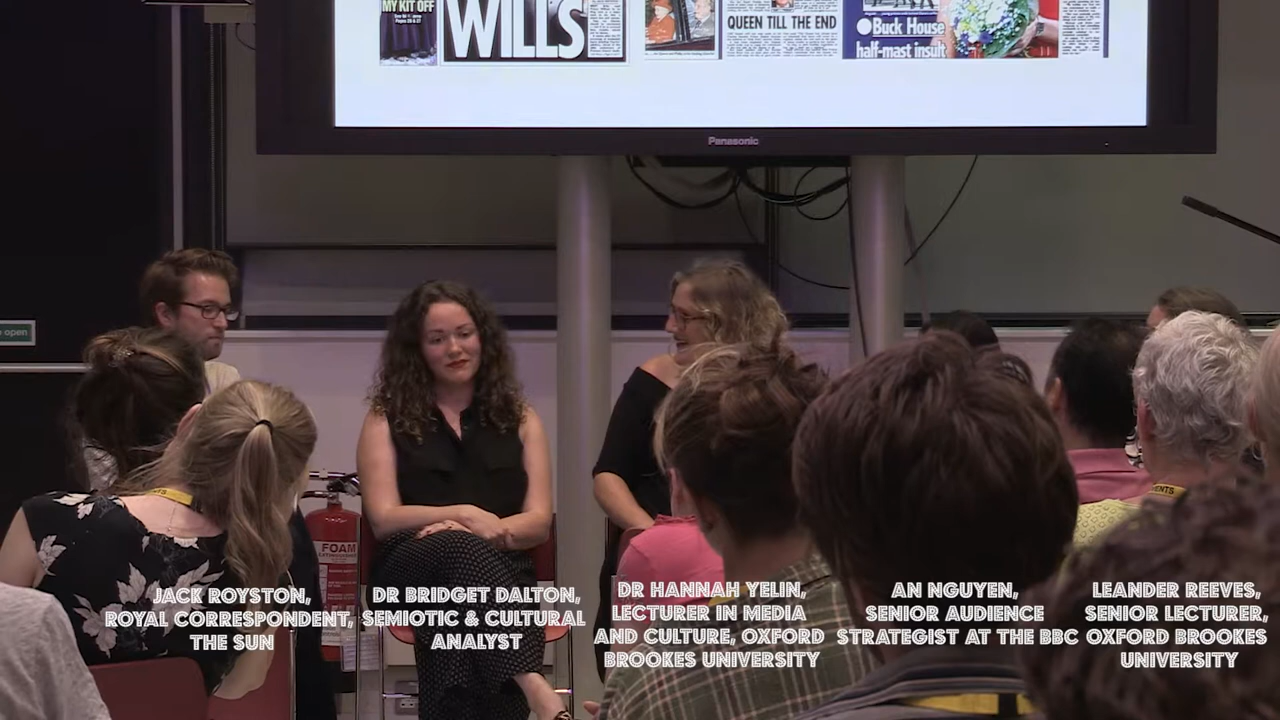 MY KIT OFF
WILLS
QUEEN TILL THE END
Buck House
half-mast insult
Panasonic
open
FOAM
JACK ROYSTON,
ROYAL CORRESPONDENT,
THE SUN
DR BRIDGET DALTON,
SEMIOTIC & CULTURAL
ANALYST
DR HANNAH YELIN,
LECTURER IN MEDIA
AND CULTURE, OXFORD
BROOKES UNIVERSITY
AN NGUYEN,
SENIOR AUDIENCE
STRATEGIST AT THE BBC
LEANDER REEVES,
SENIOR LECTURER,
OXFORD BROOKES
UNIVERSITY